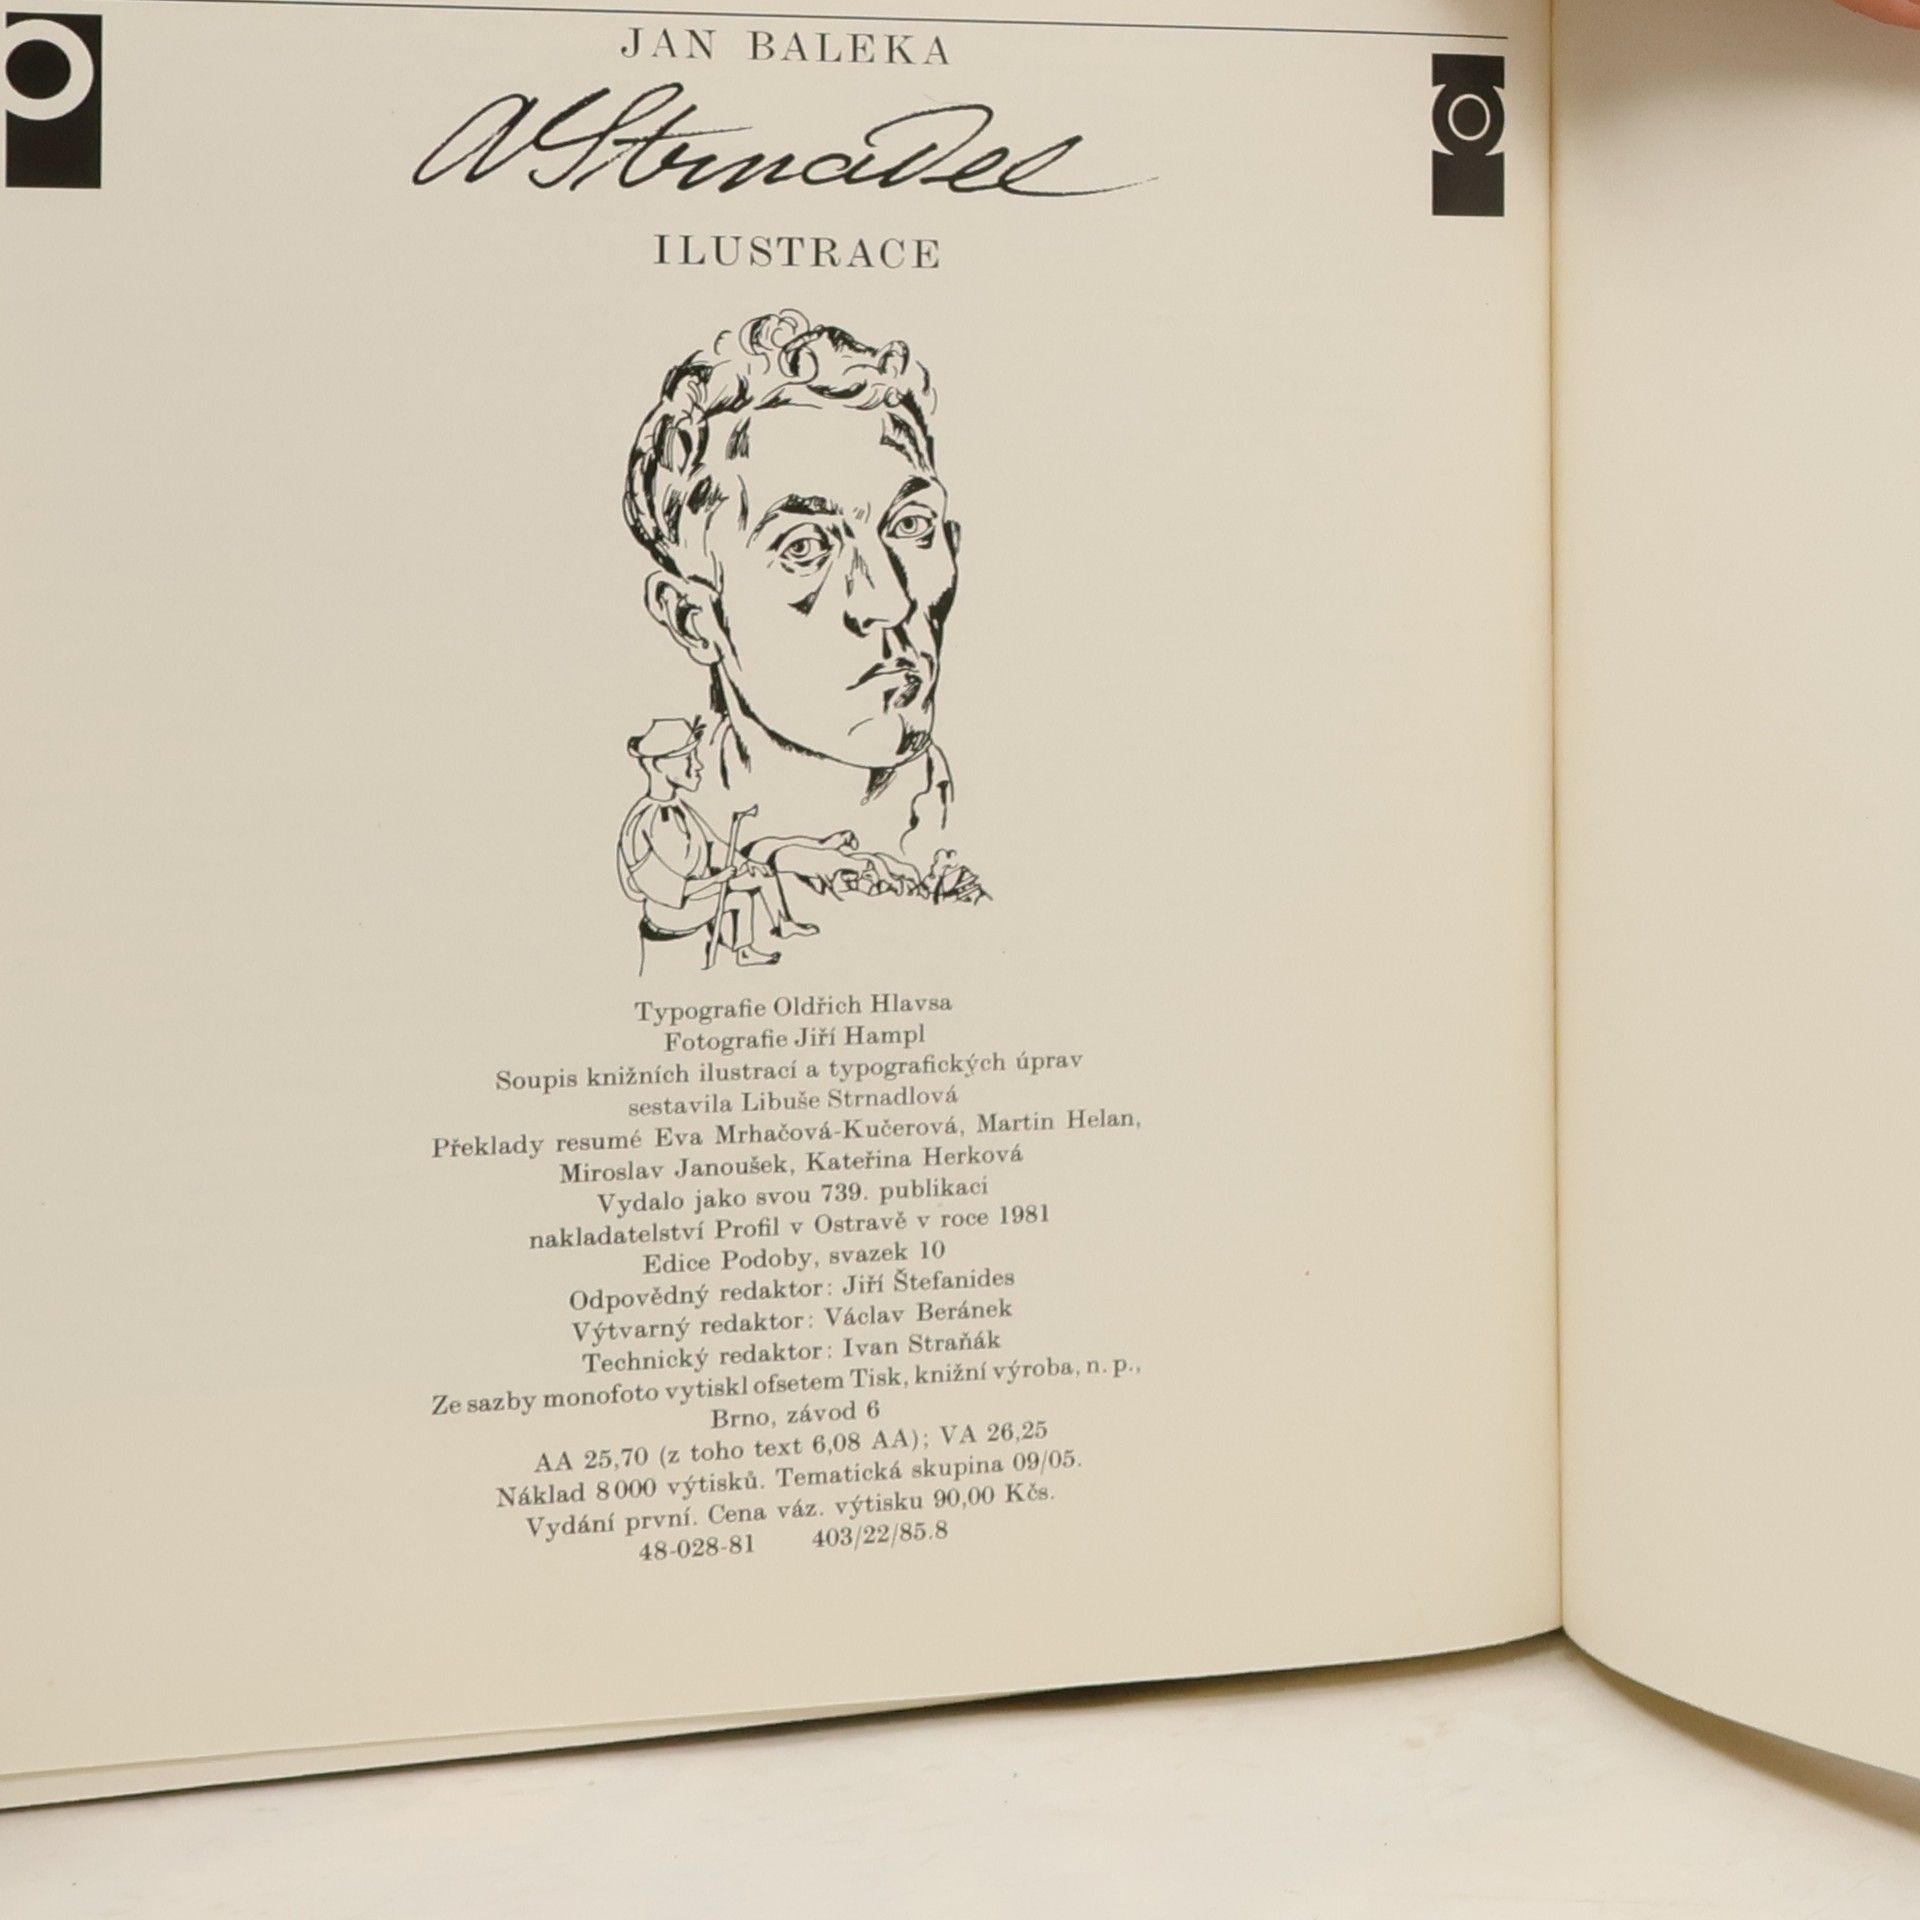 JAN BALEKA
A Strnadel
ILUSTRACE
Typografie Oldřich Hlavsa
Fotografie Jiří Hampl
Soupis knižních ilustrací a typografických úprav
sestavila Libuše Strnadlová
Překlady resumé Eva Mrhačová-Kučerová, Martin Helan,
Miroslav Janoušek, Kateřina Herková
Vydalo jako svou 739. publikaci
nakladatelství Profil v Ostravě v roce 1981
Edice Podoby, svazek 10
Odpovědný redaktor: Jiří Štefanides
Výtvarný redaktor: Václav Beránek
Technický redaktor: Ivan Straňák
Ze sazby monofoto vytiskl ofsetem Tisk, knižní výroba, n. p.,
Brno, závod 6
AA 25,70 (z toho text 6,08 AA); VA 26,25
Náklad 8 000 výtisků. Tematická skupina 09/05.
Vydání první. Cena váz. výtisku 90,00 Kčs.
48-028-81 403/22/85.8